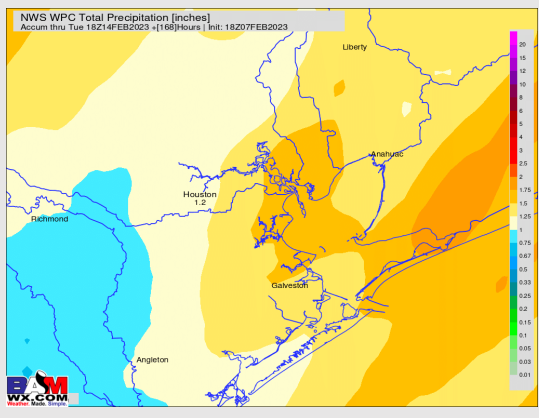 NWS WPC Total Precipitation [inches]
Accum thru Tue 18Z14FEB2023 +[168]Hours | Init: 18Z07FEB2023
Liberty
Anahuac
Houston
1.2
Richmond
Galveston
Angleton
20
15
12
10
8
6
5
4
3
2.5
2
1.75
1.5
1.25
1
0.75
0.67
0.5
0.33
0.25
0.2
0.15
0.1
0.05
0.03
0.01
BAM
WX.COM
Weather. Made. Simple.